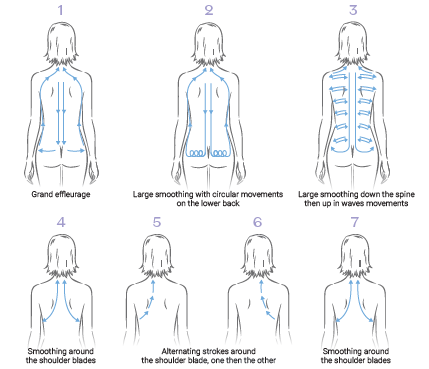 1
2
3
Grand effleurage
Large smoothing with circular movements
on the lower back
Large smoothing down the spine
then up in waves movements
4
5
6
7
Smoothing around
the shoulder blades
Alternating strokes around
the shoulder blade, one then the other
Smoothing around
the shoulder blades